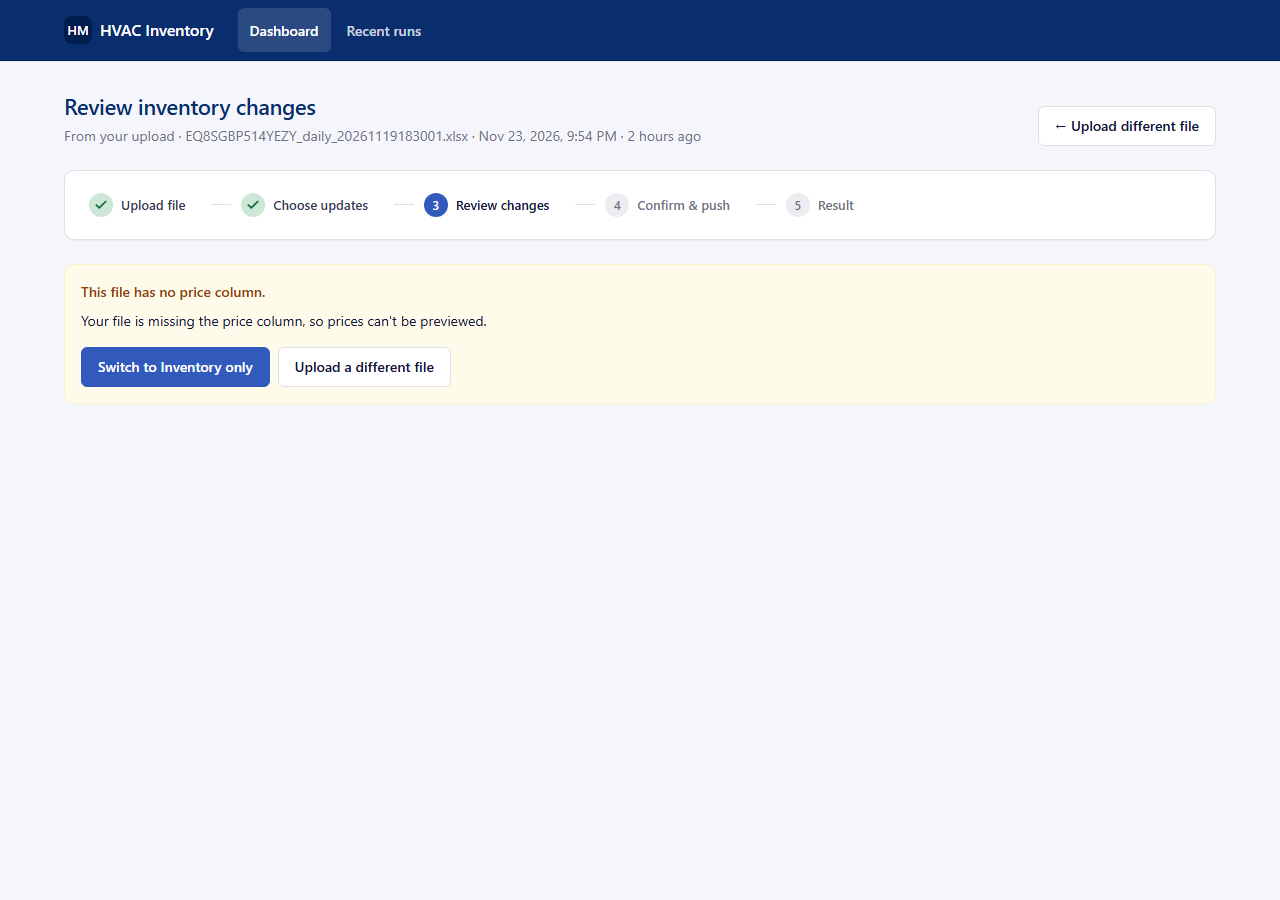 HM HVAC Inventory Dashboard Recent runs
Review inventory changes
From your upload · EQ8SGBP514YEZY_daily_20261119183001.xlsx · Nov 23, 2026, 9:54 PM · 2 hours ago
← Upload different file
Upload file Choose updates 3 Review changes 4 Confirm & push 5 Result
This file has no price column.
Your file is missing the price column, so prices can't be previewed.
Switch to Inventory only Upload a different file